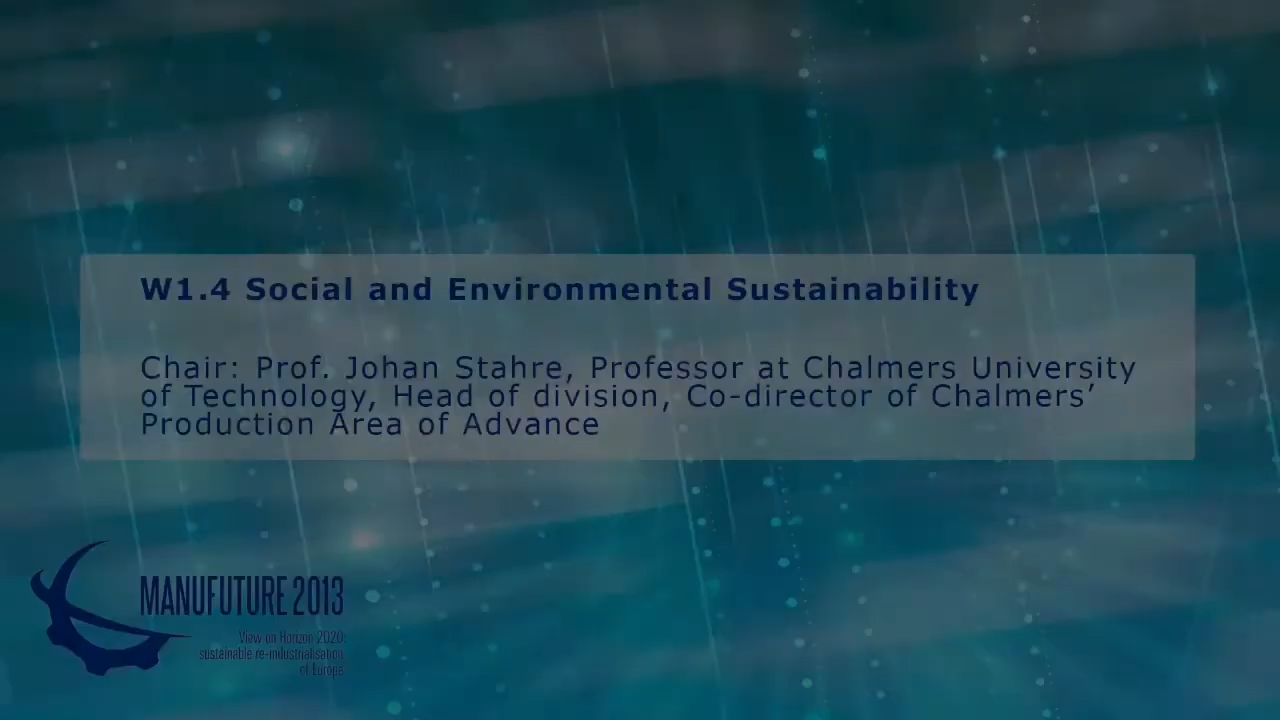 W1.4 Social and Environmental Sustainability
Chair: Prof. Johan Stahre, Professor at Chalmers University
of Technology, Head of division, Co-director of Chalmers’
Production Area of Advance
MANUFUTURE 2013
View on Horizon 2020:
sustainable re-industrialisation
of Europe